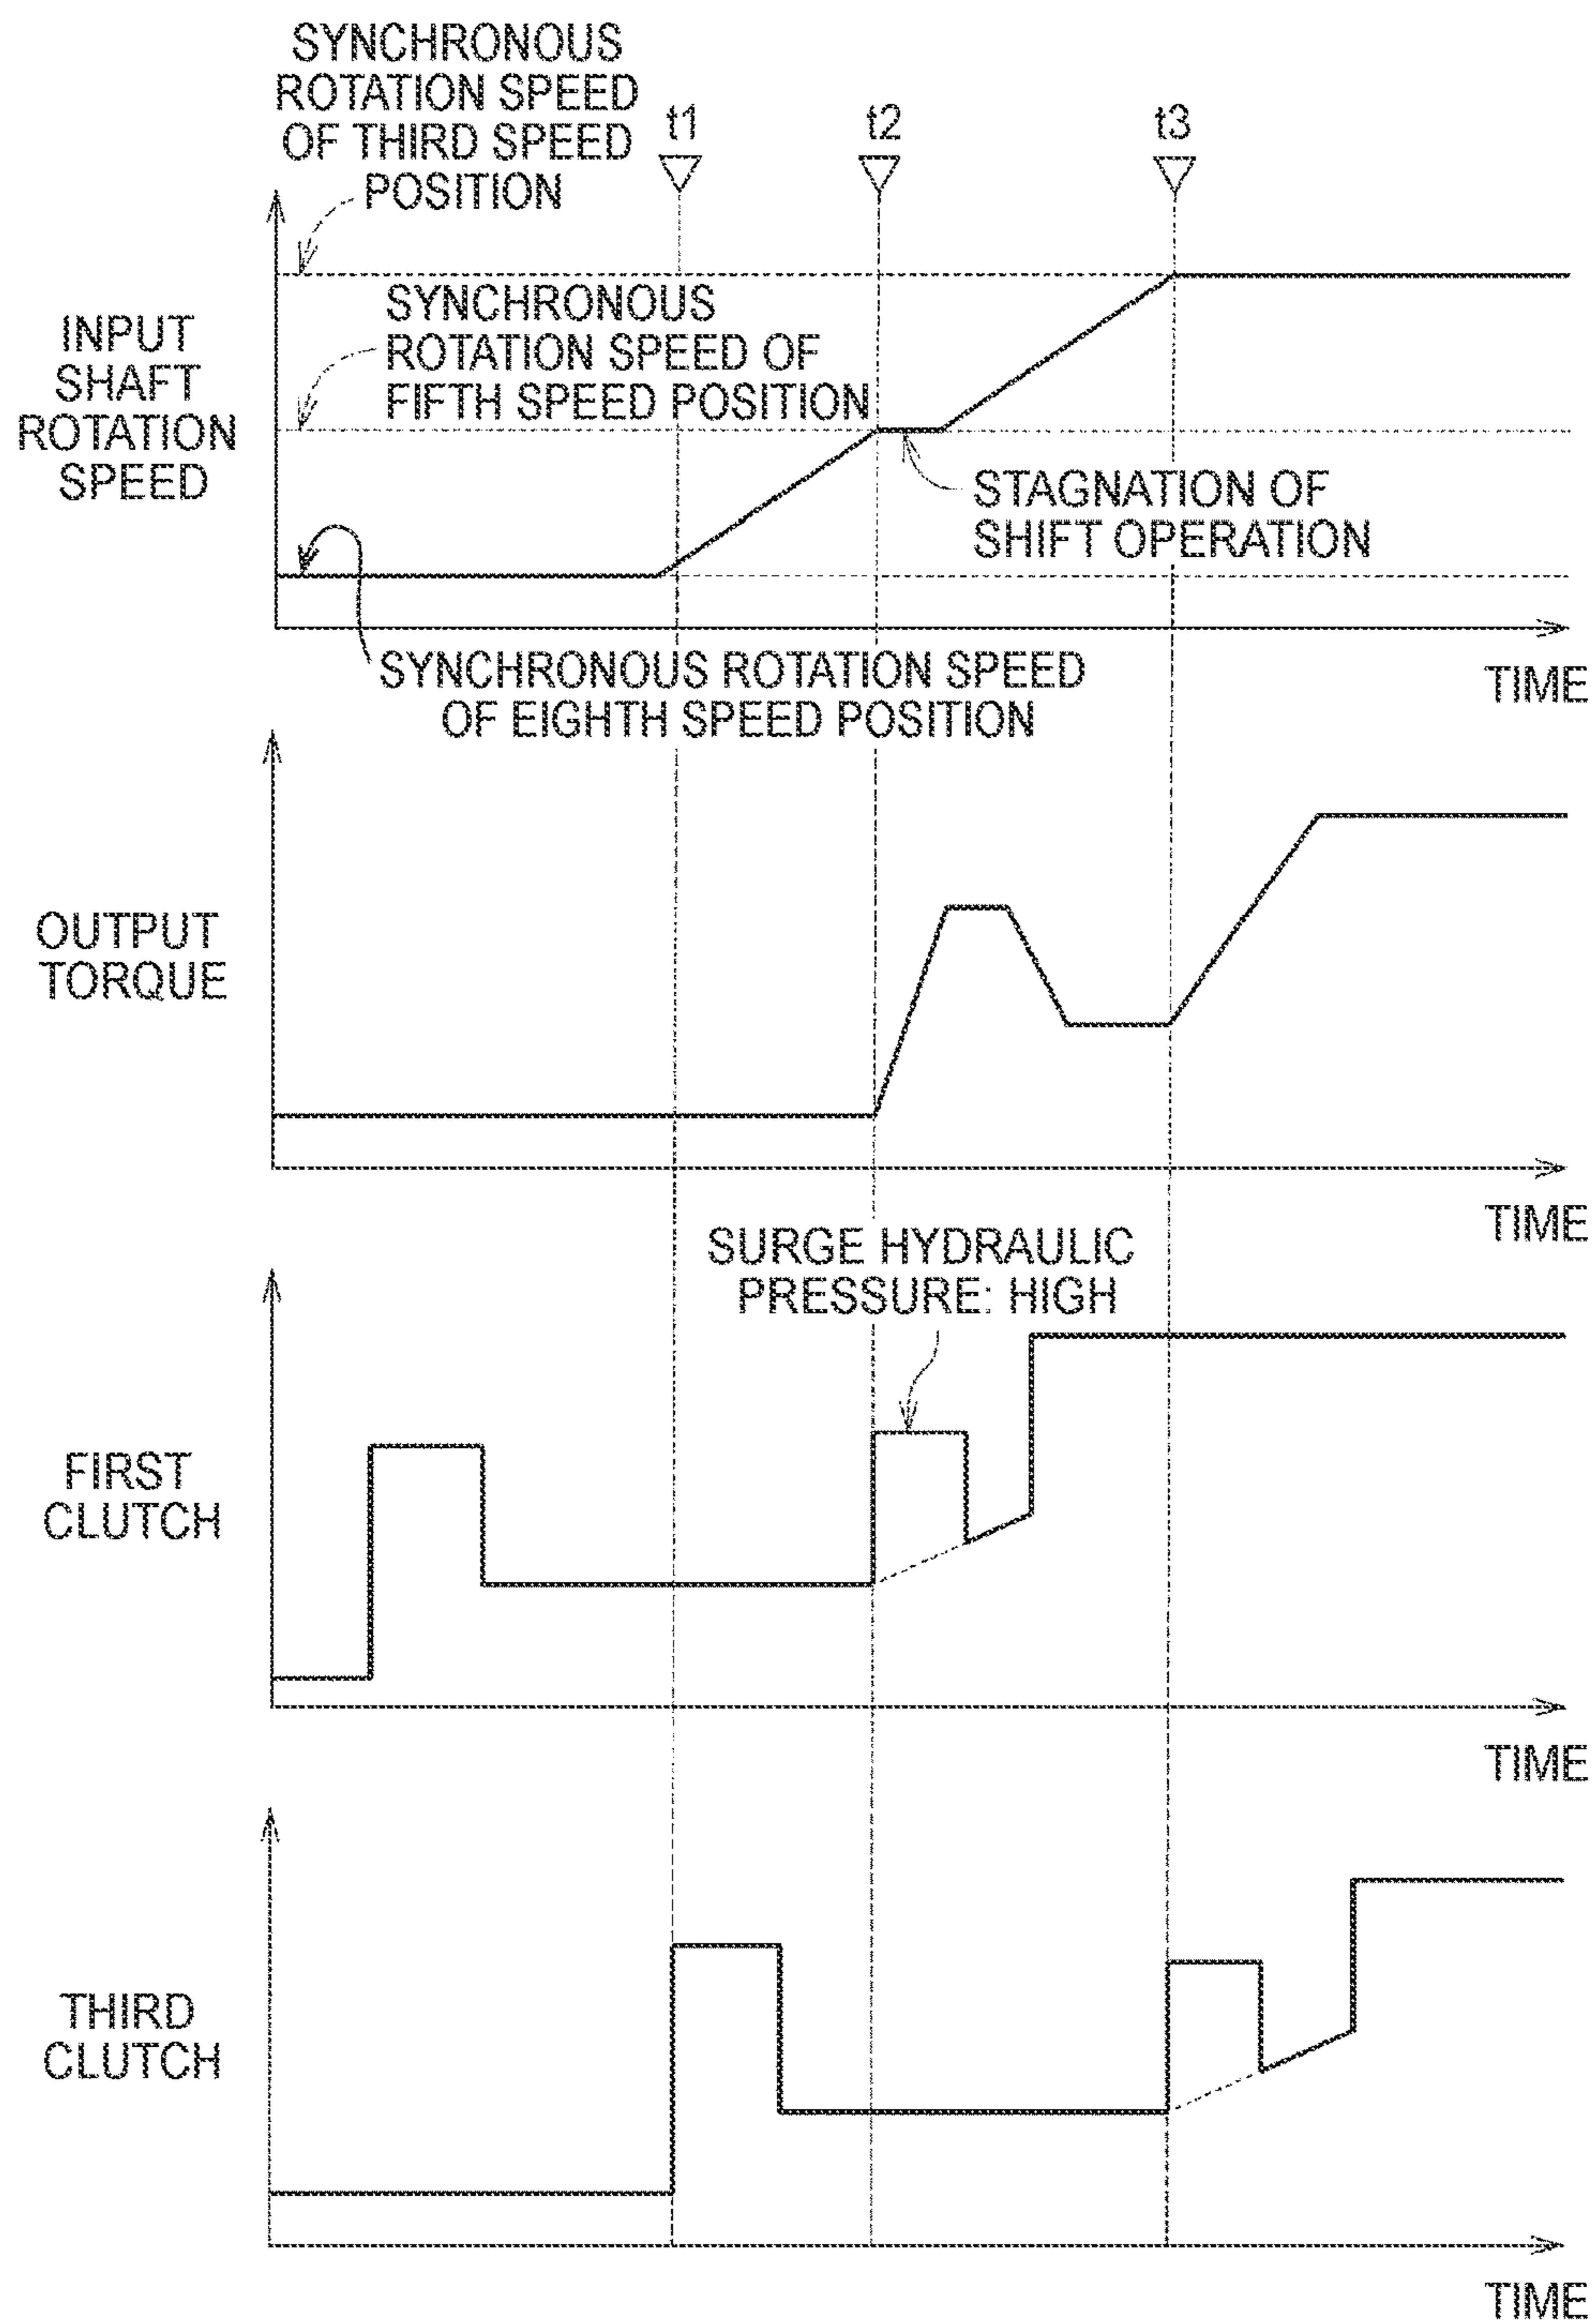 SYNCHRONOUS
ROTATION SPEED
OF THIRD SPEED
POSITION
t1
t2
t3
INPUT
SHAFT
ROTATION
SPEED
SYNCHRONOUS
ROTATION SPEED OF
FIFTH SPEED POSITION
STAGNATION OF
SHIFT OPERATION
SYNCHRONOUS ROTATION SPEED
OF EIGHTH SPEED POSITION
TIME
OUTPUT
TORQUE
TIME
SURGE HYDRAULIC
PRESSURE: HIGH
FIRST
CLUTCH
TIME
THIRD
CLUTCH
TIME